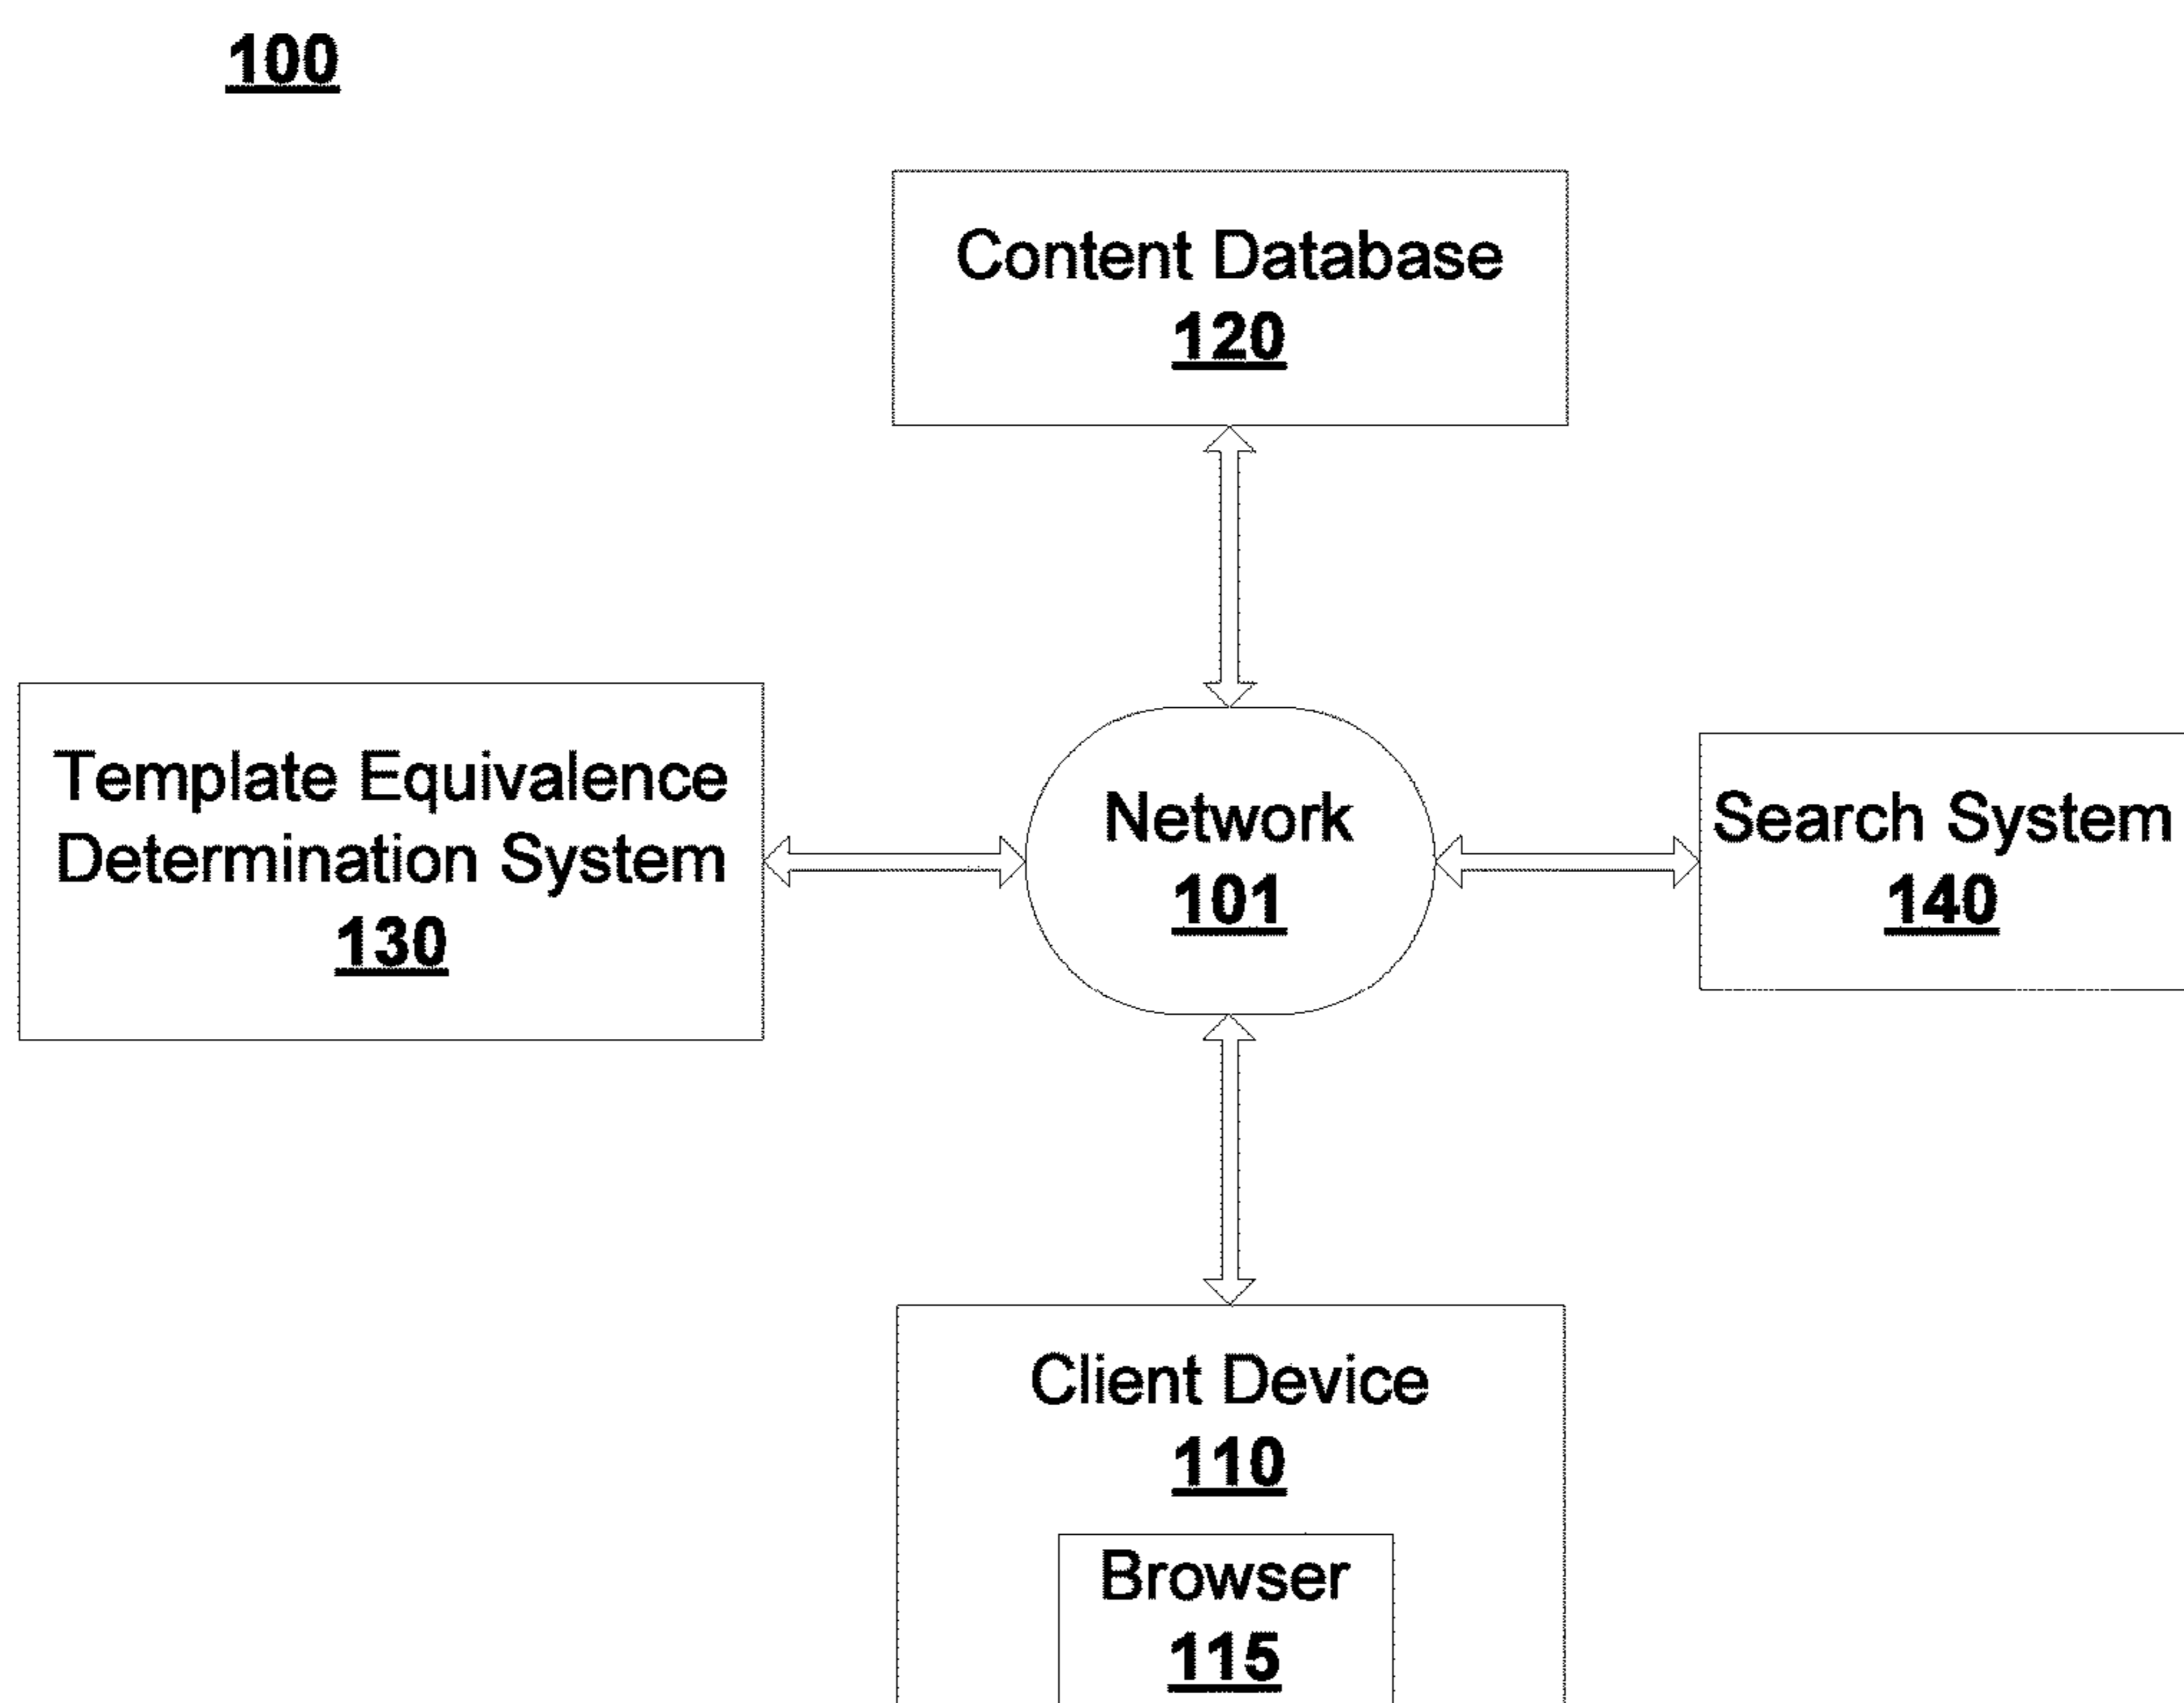 100
Content Database
120
Template Equivalence
Determination System
130
Network
101
Search System
140
Client Device
110
Browser
115